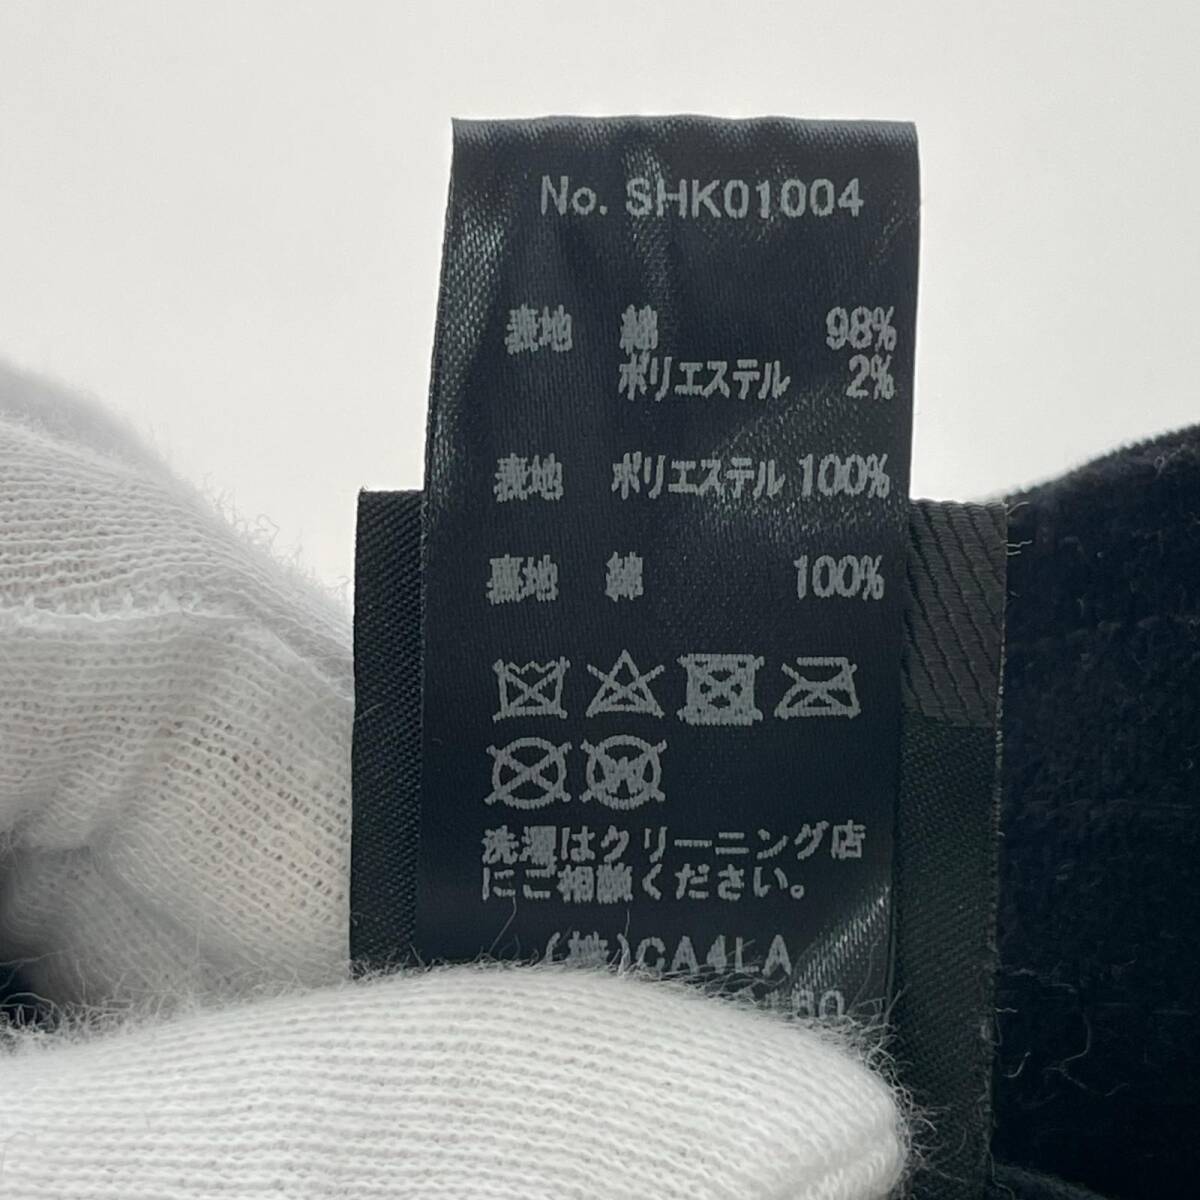 No. SHK01004
表地 綿 98%
ポリエステル 2%
表地 ポリエステル 100%
裏地 綿 100%
洗濯はクリーニング店
にご相談ください。
(株)CA4LA